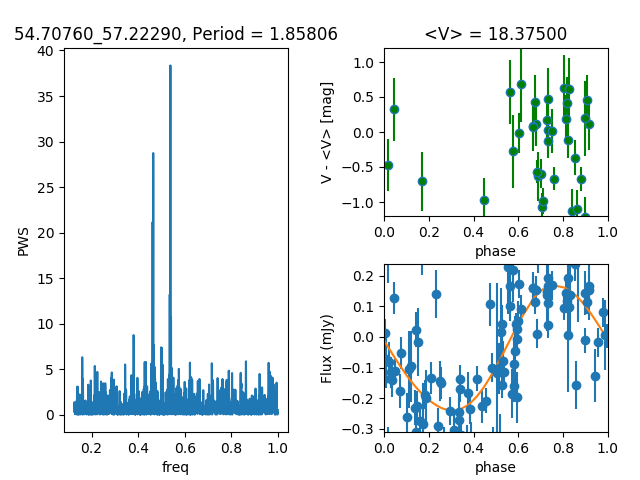 54.70760_57.22290, Period = 1.85806
<V> = 18.37500
40
35
30
25
20
15
10
5
0
PWS
0.2 0.4 0.6 0.8 1.0
freq
1.0
0.5
0.0
−0.5
−1.0
V - <V> [mag]
0.0 0.2 0.4 0.6 0.8 1.0
phase
0.2
0.1
0.0
−0.1
−0.2
−0.3
Flux (mJy)
0.0 0.2 0.4 0.6 0.8 1.0
phase